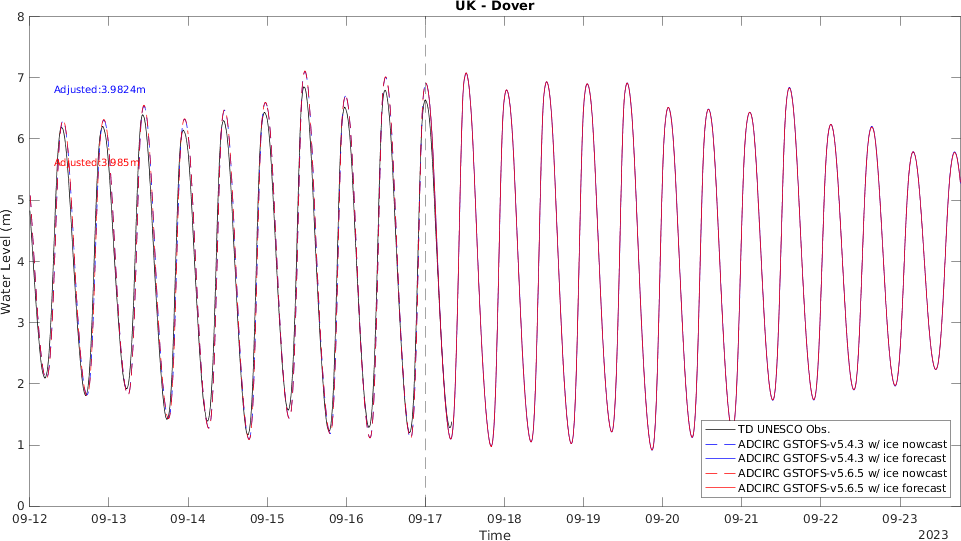 UK - Dover
8
7
6
5
4
3
2
1
0
Water Level (m)
Adjusted:3.9824m
Adjusted:3.985m
TD UNESCO Obs.
ADCIRC GSTOFS-v5.4.3 w/ ice nowcast
ADCIRC GSTOFS-v5.4.3 w/ ice forecast
ADCIRC GSTOFS-v5.6.5 w/ ice nowcast
ADCIRC GSTOFS-v5.6.5 w/ ice forecast
09-12 09-13 09-14 09-15 09-16 09-17 09-18 09-19 09-20 09-21 09-22 09-23
Time
2023